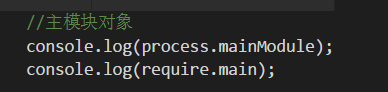 //主模块对象
console.log(process.mainModule);
console.log(require.main);